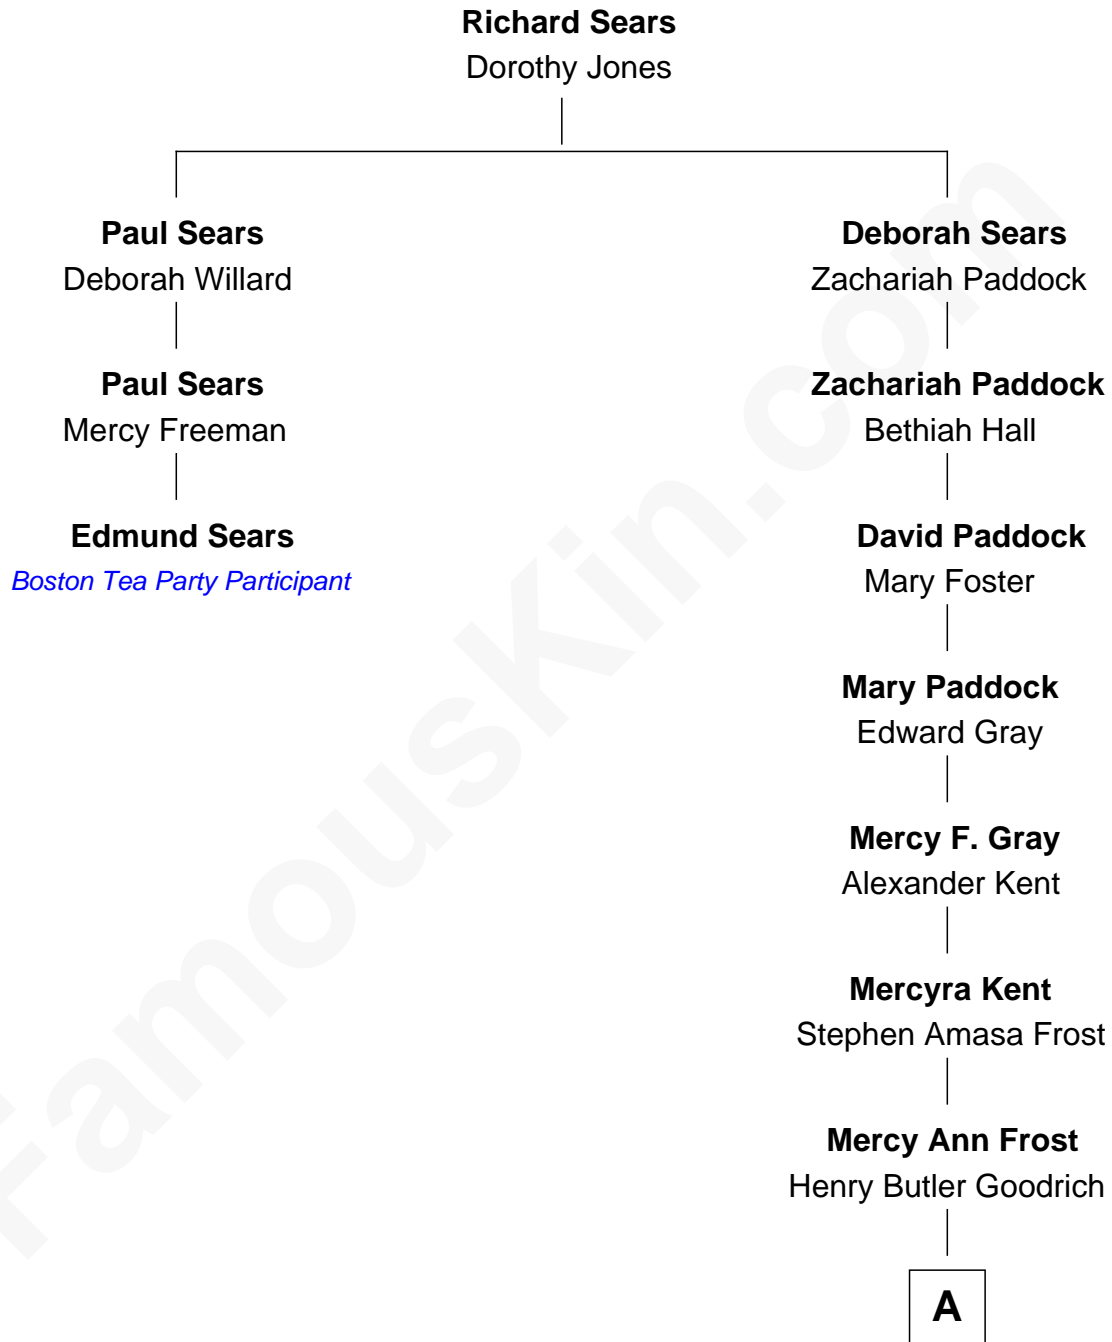 Richard Sears
Dorothy Jones
Paul Sears
Deborah Willard
Deborah Sears
Zachariah Paddock
Paul Sears
Mercy Freeman
Zachariah Paddock
Bethiah Hall
Edmund Sears
Boston Tea Party Participant
David Paddock
Mary Foster
Mary Paddock
Edward Gray
Mercy F. Gray
Alexander Kent
Mercyra Kent
Stephen Amasa Frost
Mercy Ann Frost
Henry Butler Goodrich
A
FamousKin.com